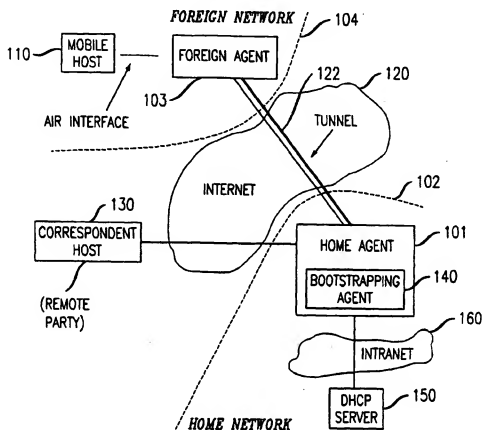 FOREIGN NETWORK
104
110
MOBILE
HOST
FOREIGN AGENT
103
122
120
AIR INTERFACE
TUNNEL
INTERNET
102
130
CORRESPONDENT
HOST
(REMOTE
PARTY)
101
HOME AGENT
140
BOOTSTRAPPING
AGENT
160
INTRANET
DHCP
SERVER
150
HOME NETWORK